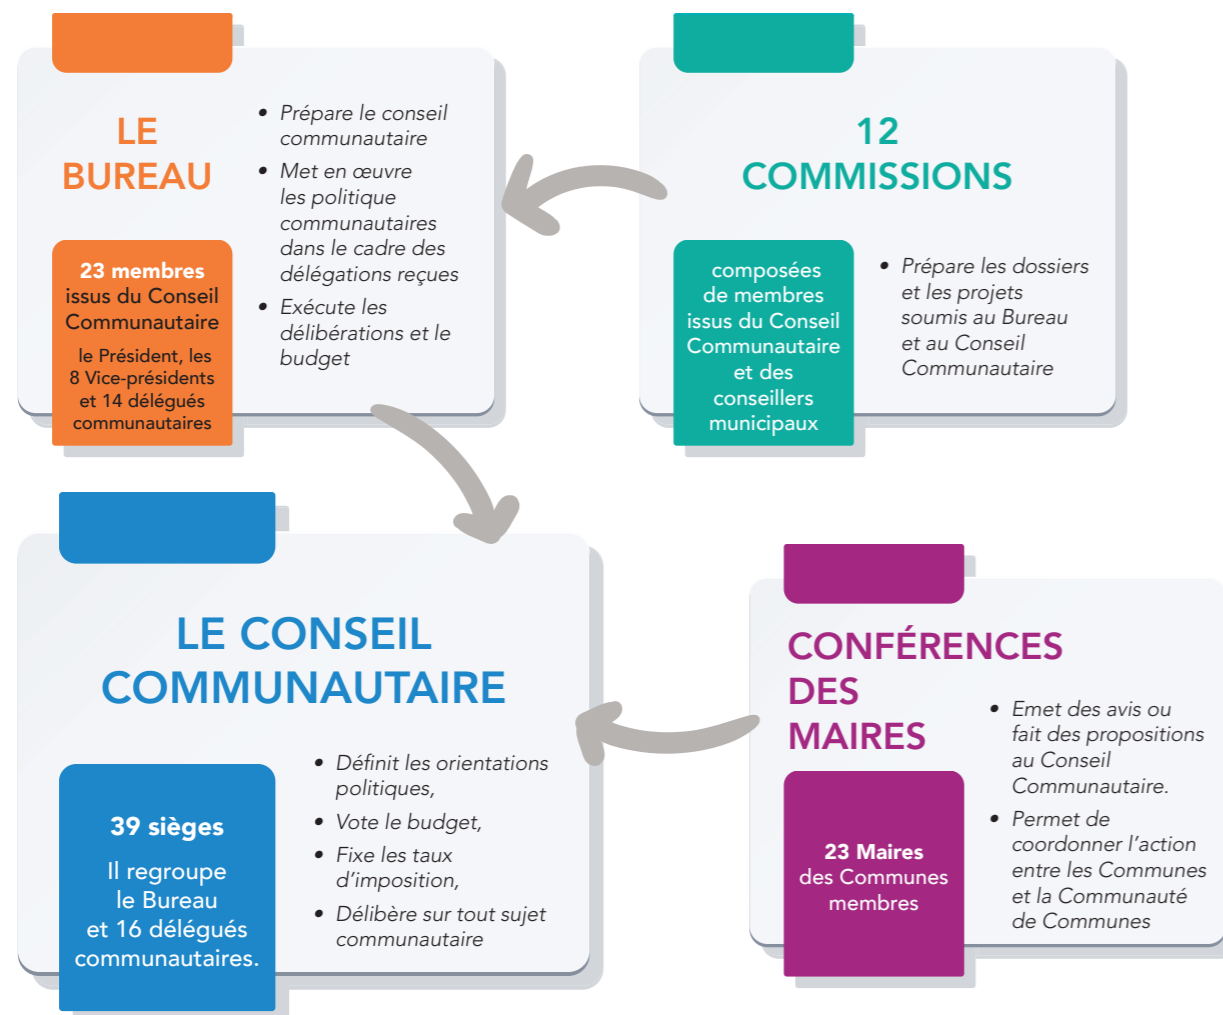 LE
BUREAU
23 membres
issus du Conseil
Communautaire
le Président, les
8 Vice-présidents
et 14 délégués
communautaires
• Prépare le conseil
communautaire
• Met en œuvre
les politique
communautaires
dans le cadre des
délégations reçues
• Exécute les
délibérations et le
budget
12
COMMISSIONS
composées
de membres
issus du Conseil
Communautaire
et des
conseillers
municipaux
• Prépare les dossiers
et les projets
soumis au Bureau
et au Conseil
Communautaire
LE CONSEIL
COMMUNAUTAIRE
39 sièges
Il regroupe
le Bureau
et 16 délégués
communautaires.
• Définit les orientations
politiques,
• Vote le budget,
• Fixe les taux
d'imposition,
• Délibère sur tout sujet
communautaire
CONFÉRENCES
DES
MAIRES
23 Maires
des Communes
membres
• Emet des avis ou
fait des propositions
au Conseil
Communautaire.
• Permet de
coordonner l'action
entre les Communes
et la Communauté
de Communes